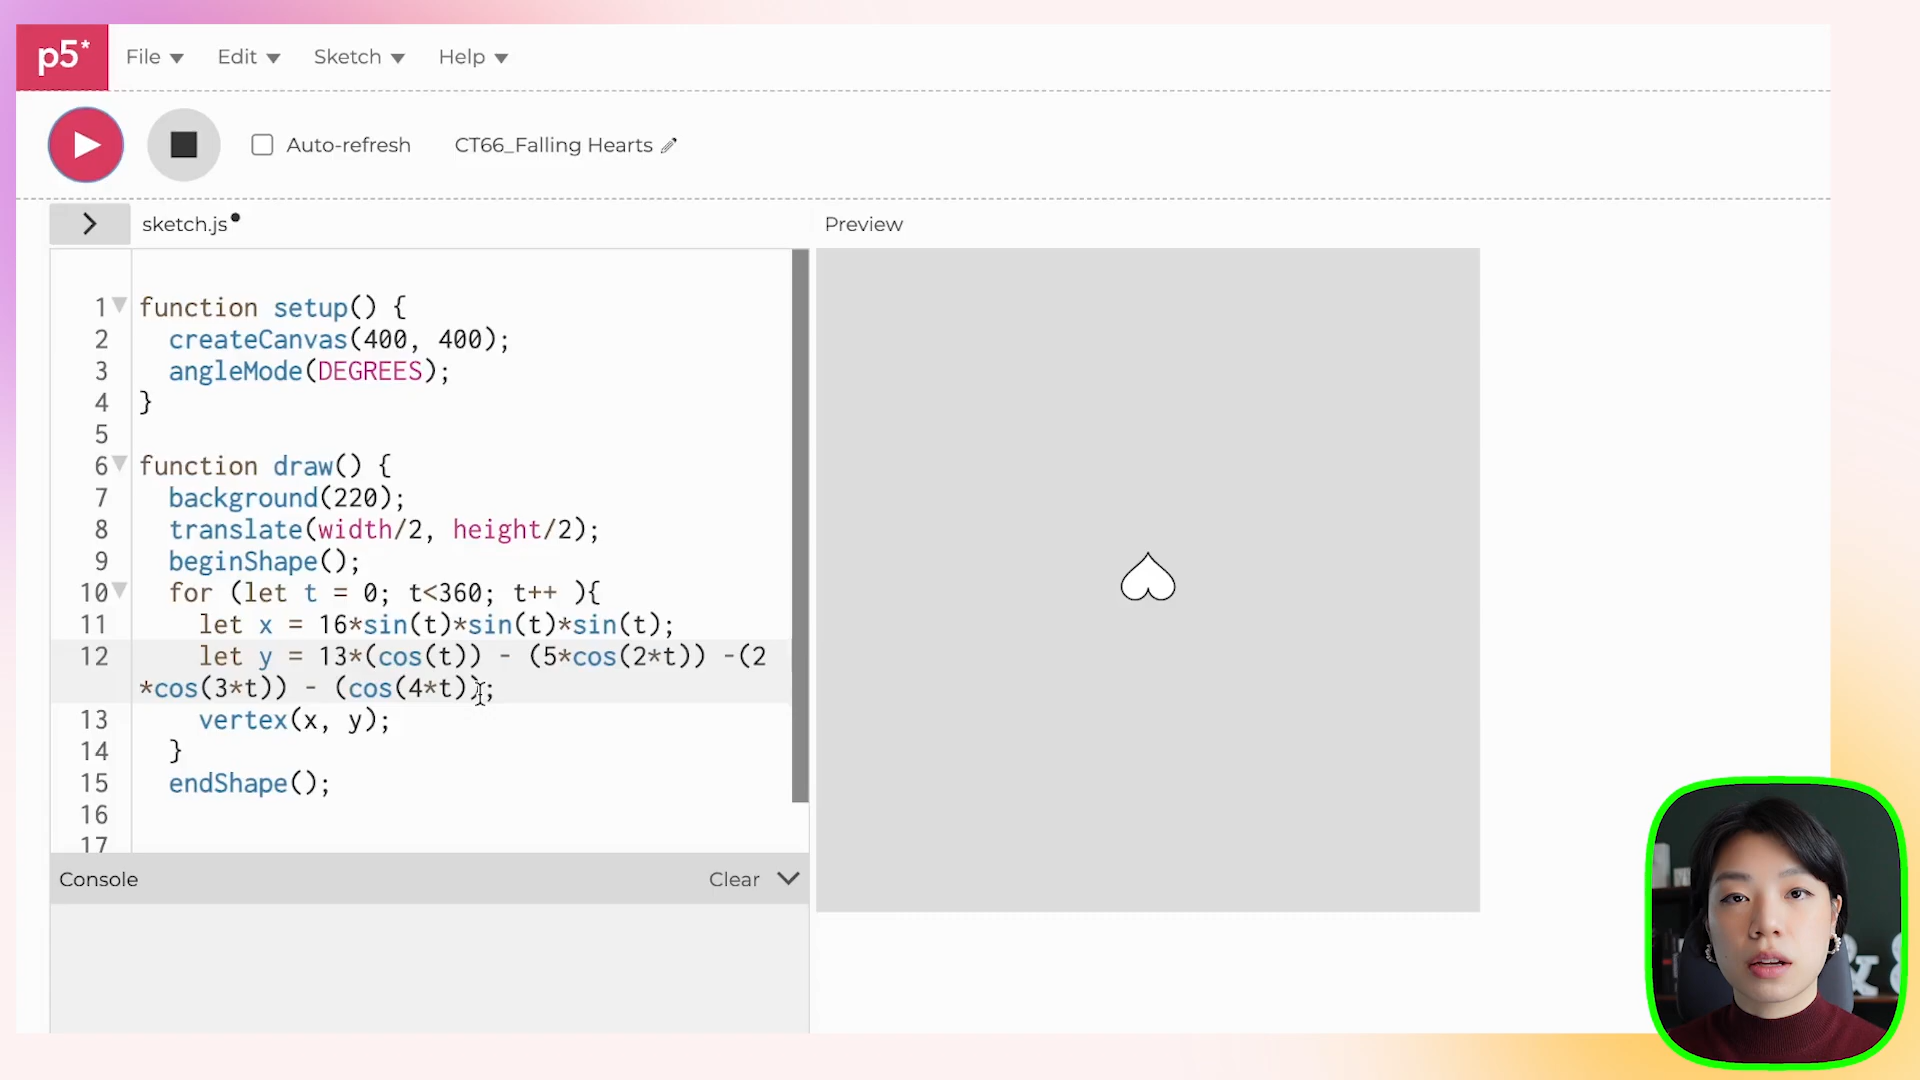 p5*
File Edit Sketch Help
Auto-refresh CT66_Falling Hearts
sketch.js Preview
1 function setup() {
2 createCanvas(400, 400);
3 angleMode(DEGREES);
4 }
5
6 function draw() {
7 background(220);
8 translate(width/2, height/2);
9 beginShape();
10 for (let t = 0; t<360; t++ ){
11 let x = 16*sin(t)*sin(t)*sin(t);
12 let y = 13*(cos(t)) - (5*cos(2*t)) -(2
*cos(3*t)) - (cos(4*t));
13 vertex(x, y);
14 }
15 endShape();
16
17
Console Clear
&